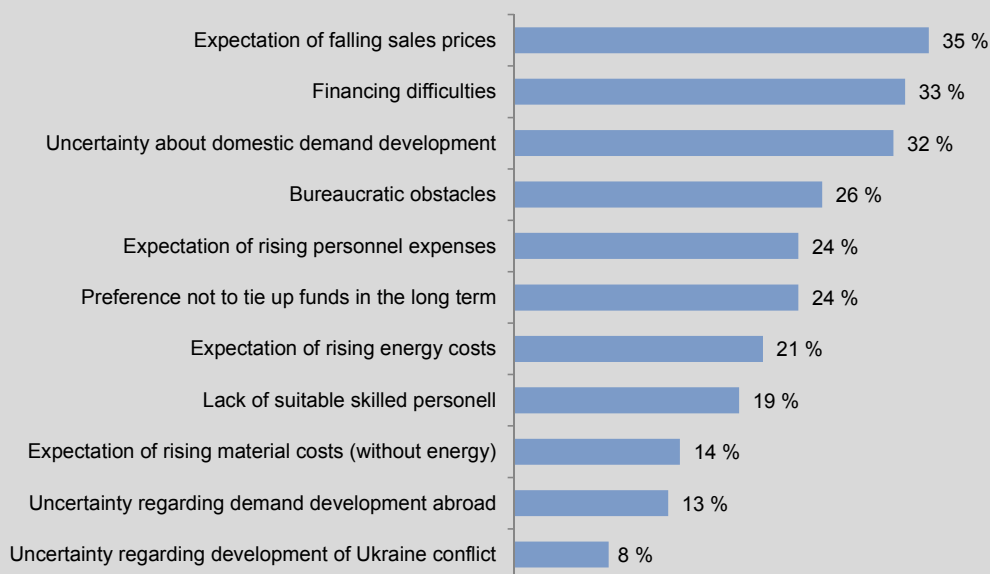 Expectation of falling sales prices 35 %
Financing difficulties 33 %
Uncertainty about domestic demand development 32 %
Bureaucratic obstacles 26 %
Expectation of rising personnel expenses 24 %
Preference not to tie up funds in the long term 24 %
Expectation of rising energy costs 21 %
Lack of suitable skilled personell 19 %
Expectation of rising material costs (without energy) 14 %
Uncertainty regarding demand development abroad 13 %
Uncertainty regarding development of Ukraine conflict 8 %